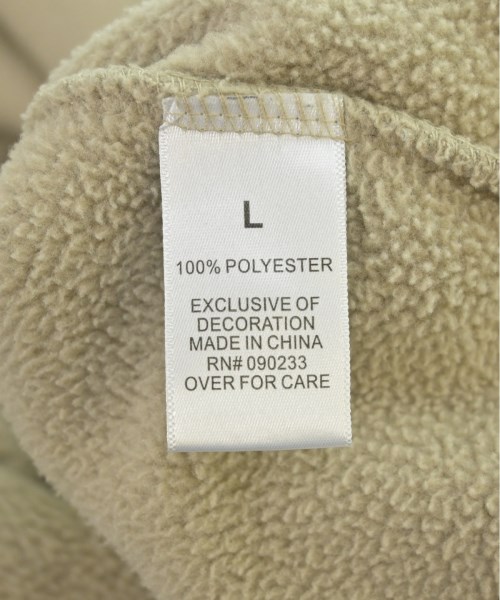 L
100% POLYESTER
EXCLUSIVE OF
DECORATION
MADE IN CHINA
RN# 090233
OVER FOR CARE